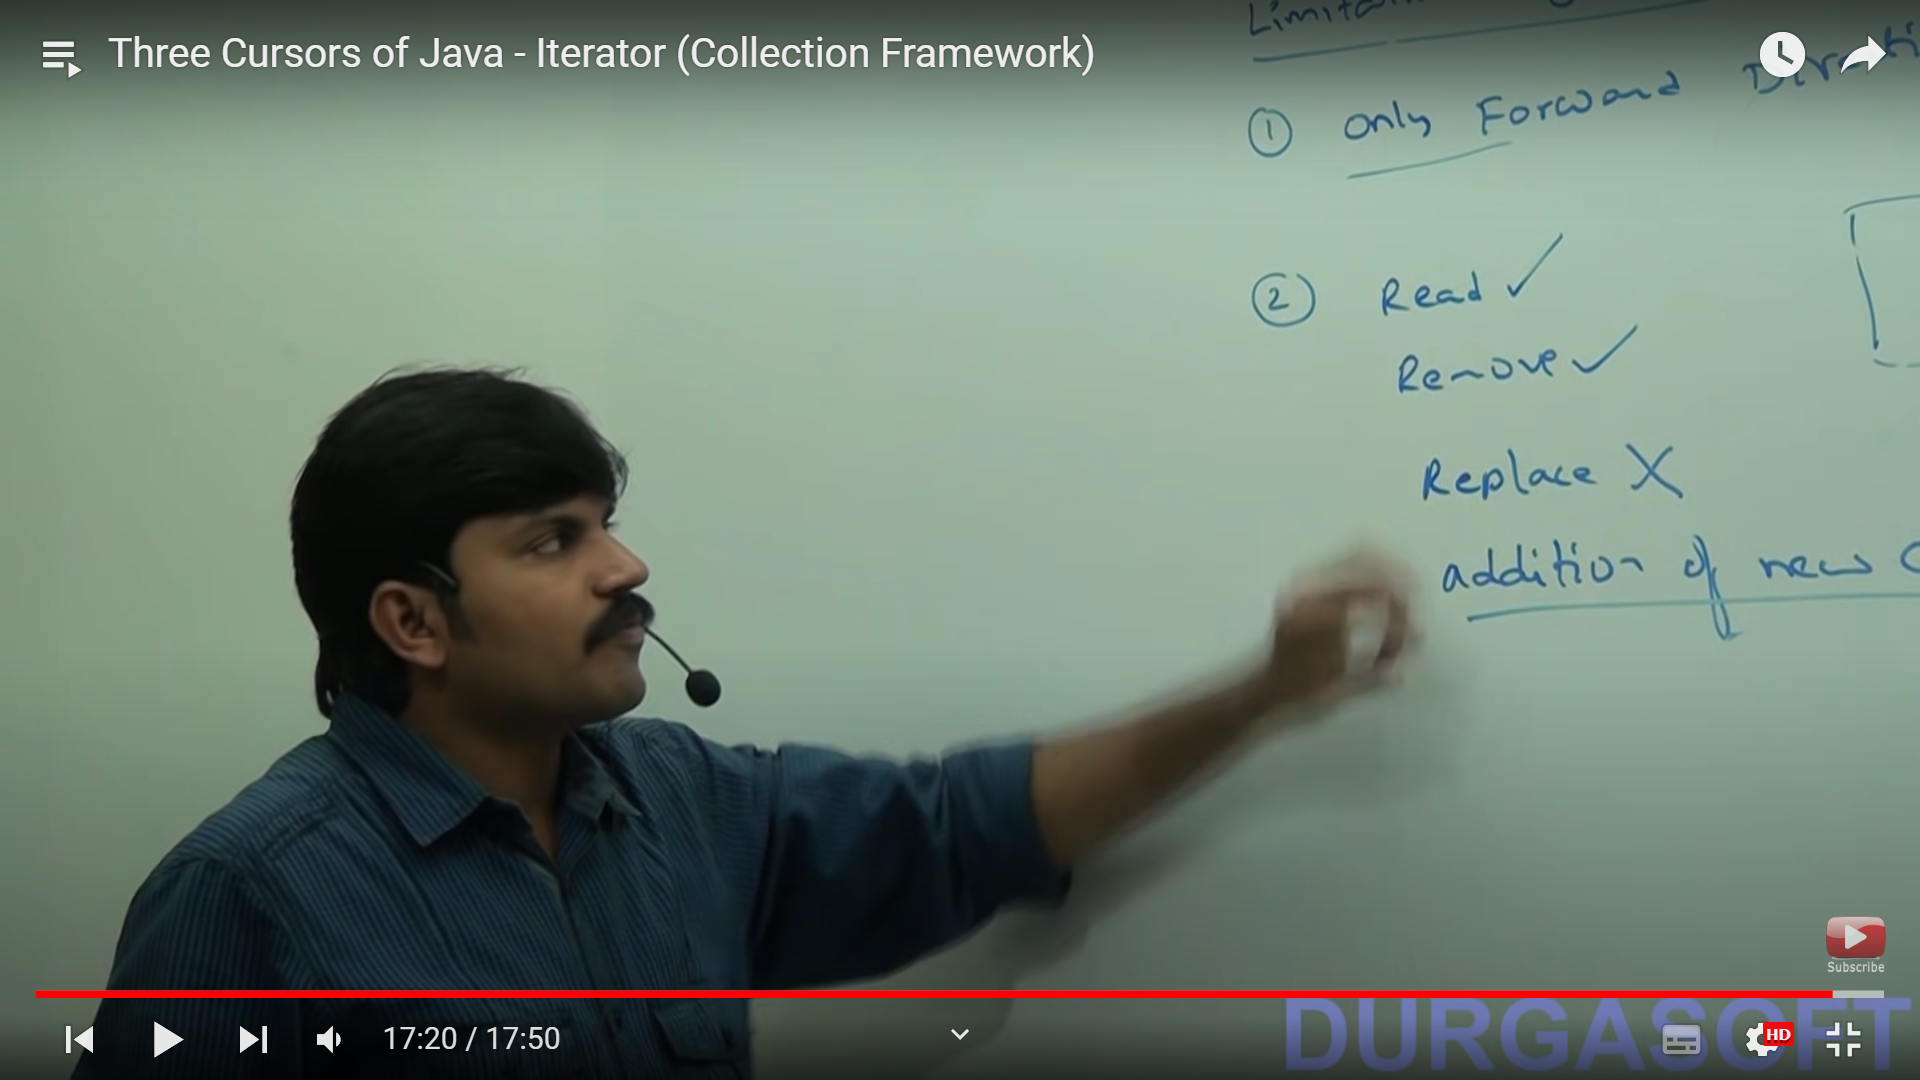 Three Cursors of Java - Iterator (Collection Framework)
① only Forward
② Read ✓
Remove ✓
Replace X
addition of new
Subscribe
17:20 / 17:50
HD
DURGASOFT